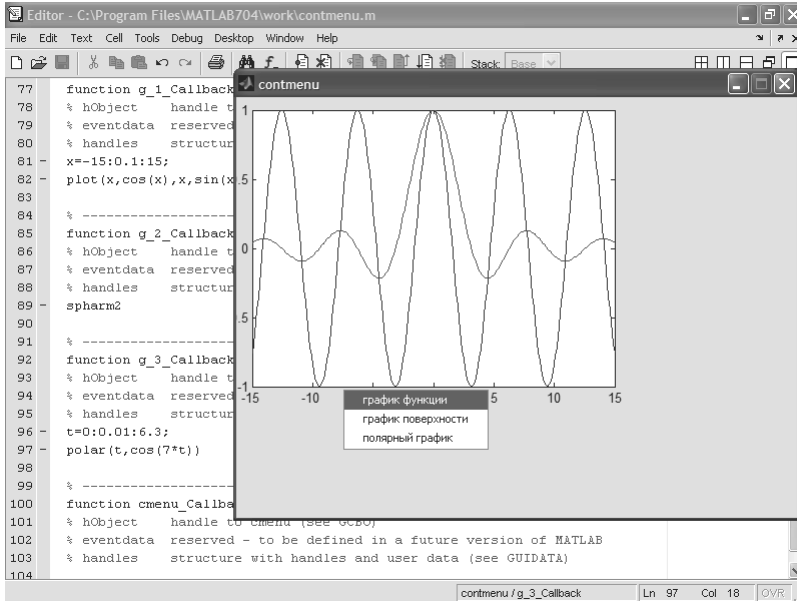 Editor - C:\Program Files\MATLAB704\work\contmenu.m
File Edit Text Cell Tools Debug Desktop Window Help
Stack: Base
77 function g_1_Callback
78 % hObject handle t
79 % eventdata reserved
80 % handles structur
81 - x=-15:0.1:15;
82 - plot(x,cos(x),x,sin(x
83
84 % --------------------
85 function g_2_Callback
86 % hObject handle t
87 % eventdata reserved
88 % handles structur
89 - spharm2
90
91 % --------------------
92 function g_3_Callback
93 % hObject handle t
94 % eventdata reserved
95 % handles structur
96 - t=0:0.01:6.3;
97 - polar(t,cos(7*t))
98
99 % --------------------
100 function cmenu_Callba
101 % hObject handle to cmenu (see GCBO)
102 % eventdata reserved - to be defined in a future version of MATLAB
103 % handles structure with handles and user data (see GUIDATA)
104
contmenu
1
.5
0
.5
-1
-15 -10 5 10 15
график функции
график поверхности
полярный график
contmenu / g_3_Callback Ln 97 Col 18 OVR